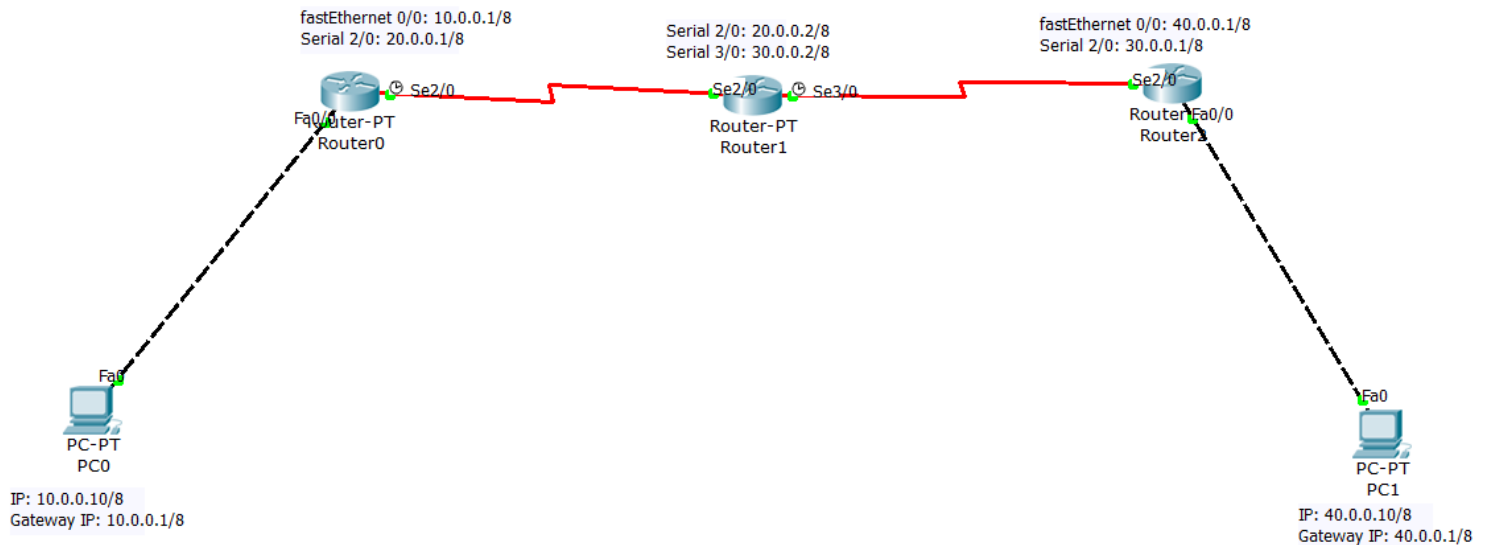 fastEthernet 0/0: 10.0.0.1/8
Serial 2/0: 20.0.0.1/8
Serial 2/0: 20.0.0.2/8
Serial 3/0: 30.0.0.2/8
fastEthernet 0/0: 40.0.0.1/8
Serial 2/0: 30.0.0.1/8
Se2/0
Fa0/0
Router-PT
Router0
Se2/0
Se3/0
Router-PT
Router1
Se2/0
Fa0/0
Router
Router2
Fa0
PC-PT
PC0
IP: 10.0.0.10/8
Gateway IP: 10.0.0.1/8
Fa0
PC-PT
PC1
IP: 40.0.0.10/8
Gateway IP: 40.0.0.1/8